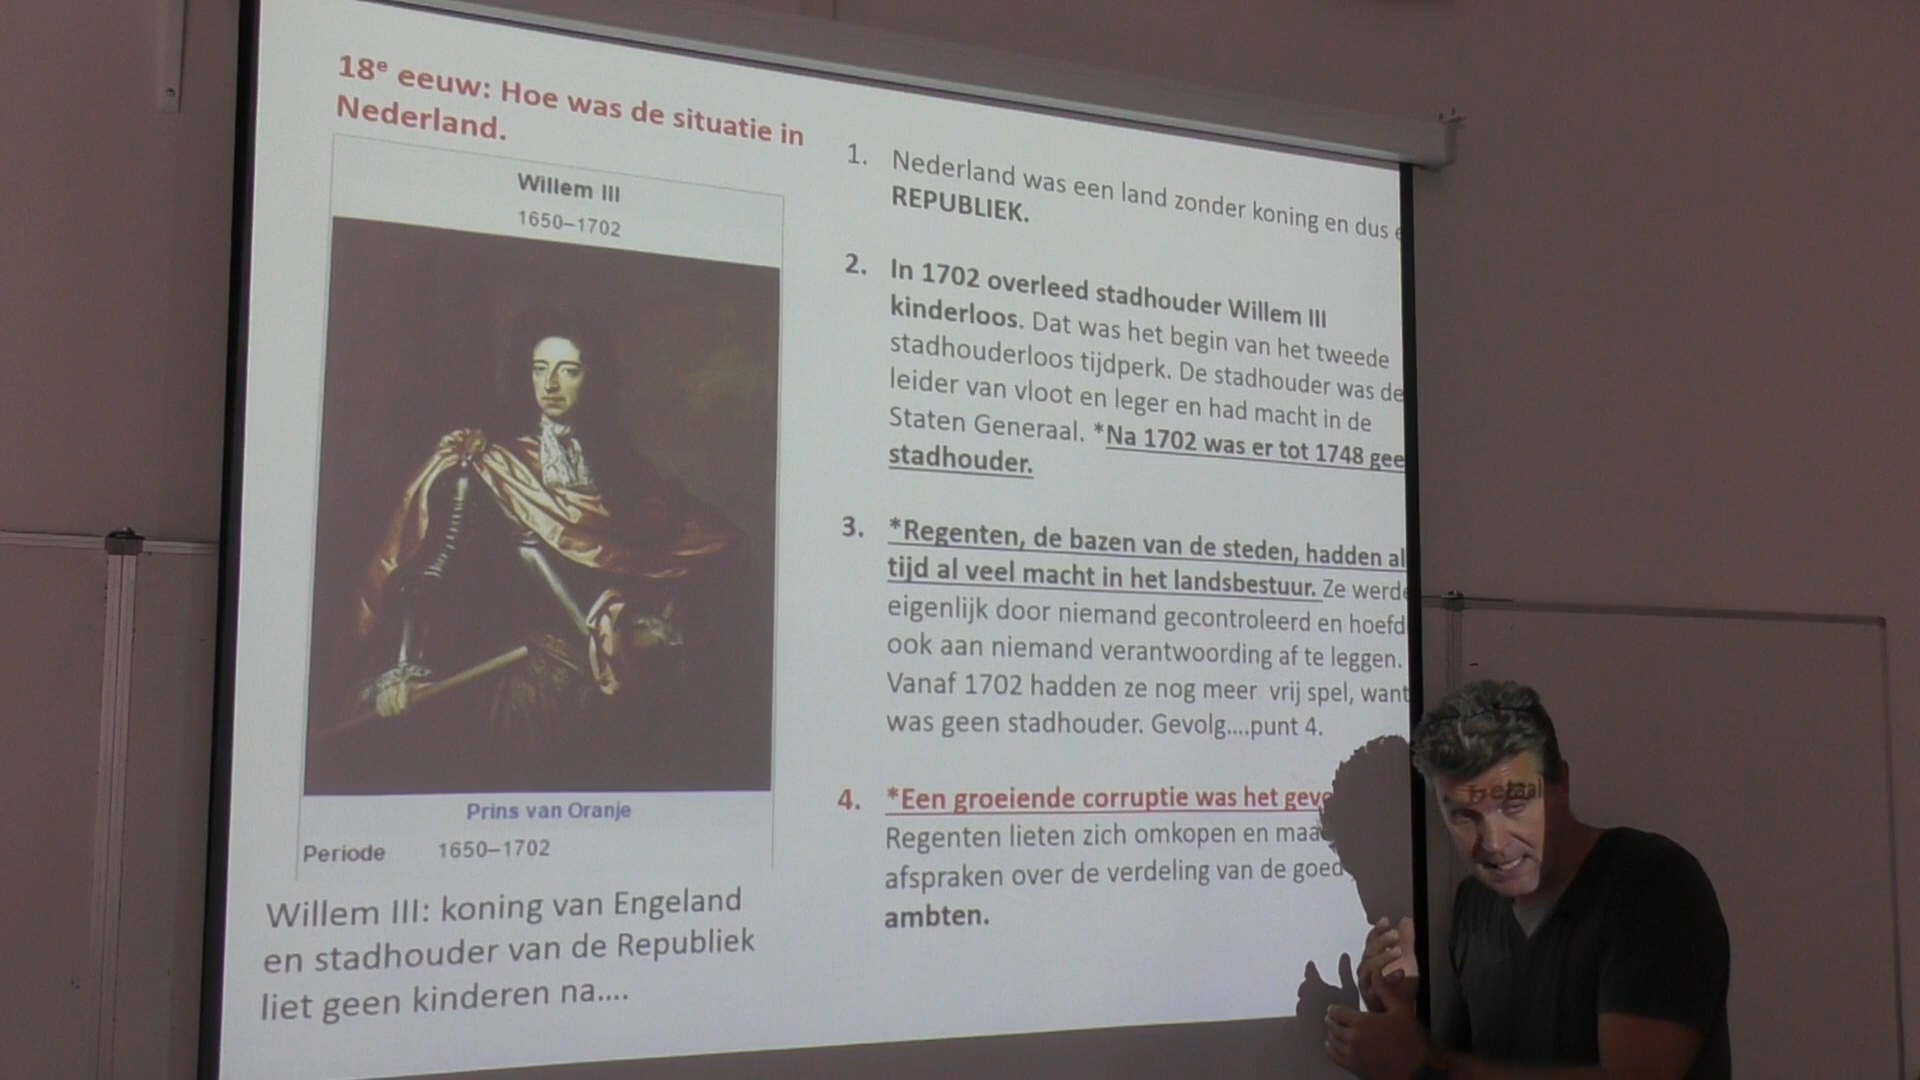 18e eeuw: Hoe was de situatie in
Nederland.
Willem III
1650–1702
Prins van Oranje
Periode 1650–1702
Willem III: koning van Engeland
en stadhouder van de Republiek
liet geen kinderen na....
1. Nederland was een land zonder koning en dus
REPUBLIEK.
2. In 1702 overleed stadhouder Willem III
kinderloos. Dat was het begin van het tweede
stadhouderloos tijdperk. De stadhouder was de
leider van vloot en leger en had macht in de
Staten Generaal. *Na 1702 was er tot 1748 gee
stadhouder.
3. *Regenten, de bazen van de steden, hadden al
tijd al veel macht in het landsbestuur. Ze werde
eigenlijk door niemand gecontroleerd en hoefd
ook aan niemand verantwoording af te leggen.
Vanaf 1702 hadden ze nog meer vrij spel, want
was geen stadhouder. Gevolg....punt 4.
4. *Een groeiende corruptie was het gevo
Regenten lieten zich omkopen en maa
afspraken over de verdeling van de goed
ambten.